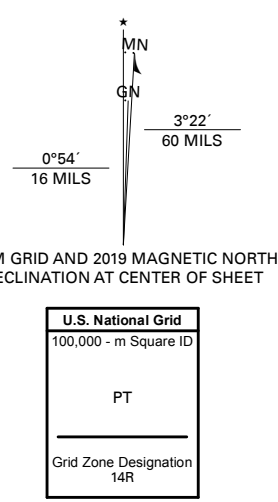 ★
MN
GN
3°22´
60 MILS
0°54´
16 MILS
M GRID AND 2019 MAGNETIC NORTH
ECLINATION AT CENTER OF SHEET
U.S. National Grid
100,000 - m Square ID
PT
Grid Zone Designation
14R